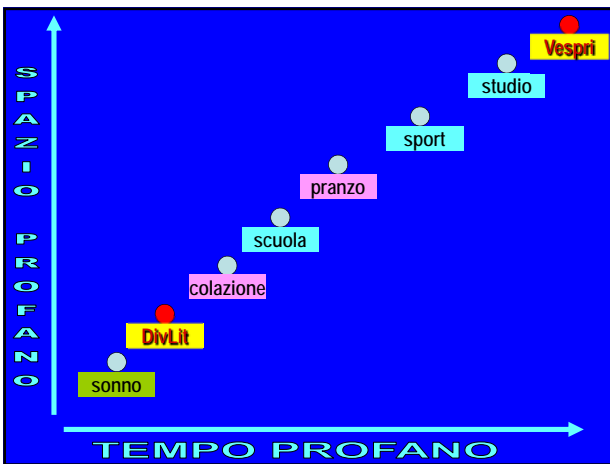 SPAZIO PROFANO
Vespri
studio
sport
pranzo
scuola
colazione
DivLit
sonno
TEMPO PROFANO